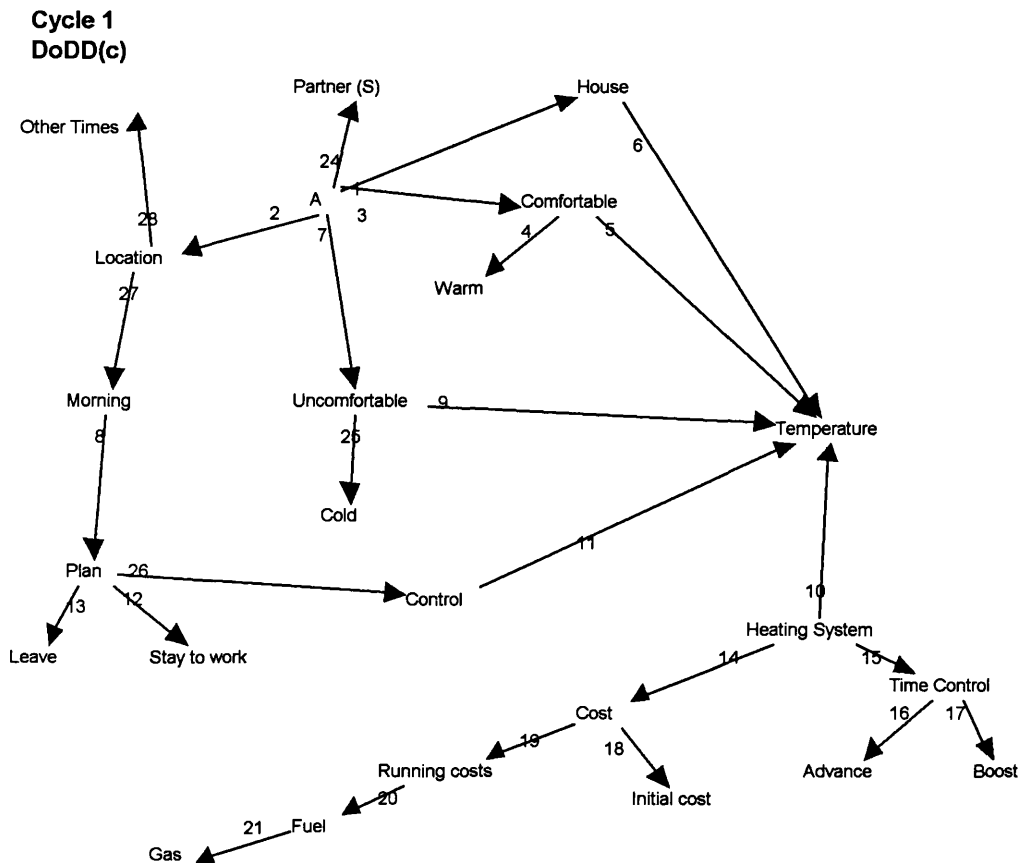 Cycle 1
DoDD(c)
Partner (S)
House
Other Times
6
24
1
A
Comfortable
28
2
3
7
4
5
Location
Warm
27
Morning
Uncomfortable
9
Temperature
8
25
Cold
11
Plan
26
Control
10
13
12
Heating System
Leave
Stay to work
14
15
Time Control
Cost
16
17
19
18
Running costs
Advance
Boost
20
Initial cost
21
Fuel
Gas